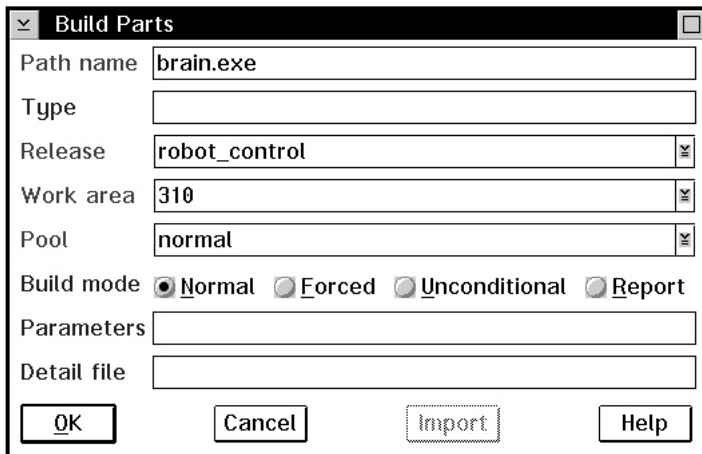 Build Parts
Path name brain.exe
Type
Release robot_control
Work area 310
Pool normal
Build mode Normal Forced Unconditional Report
Parameters
Detail file
OK Cancel Import Help